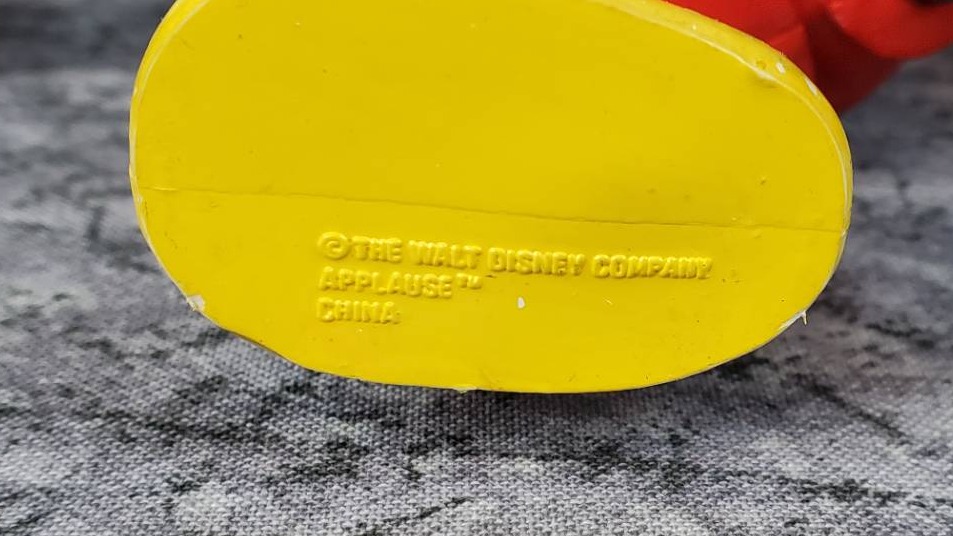 ©THE WALT DISNEY COMPANY
APPLAUSE™
CHINA